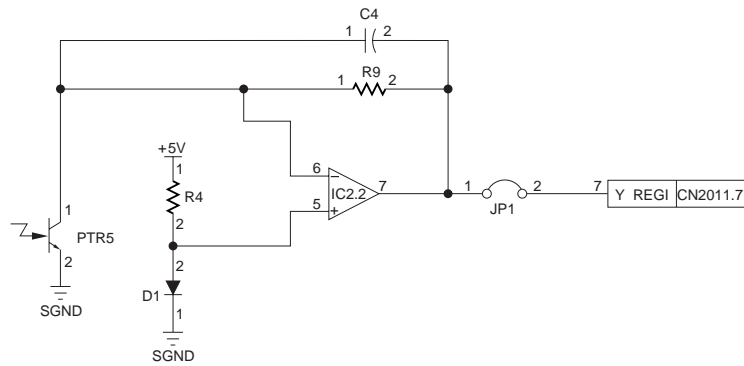 C4
1 2
R9
1 2
+5V
1
R4
2
6
−
IC2.2
7
5
+
1
2
JP1
7
Y REGI CN2011.7
1
PTR5
2
SGND
2
D1
1
SGND